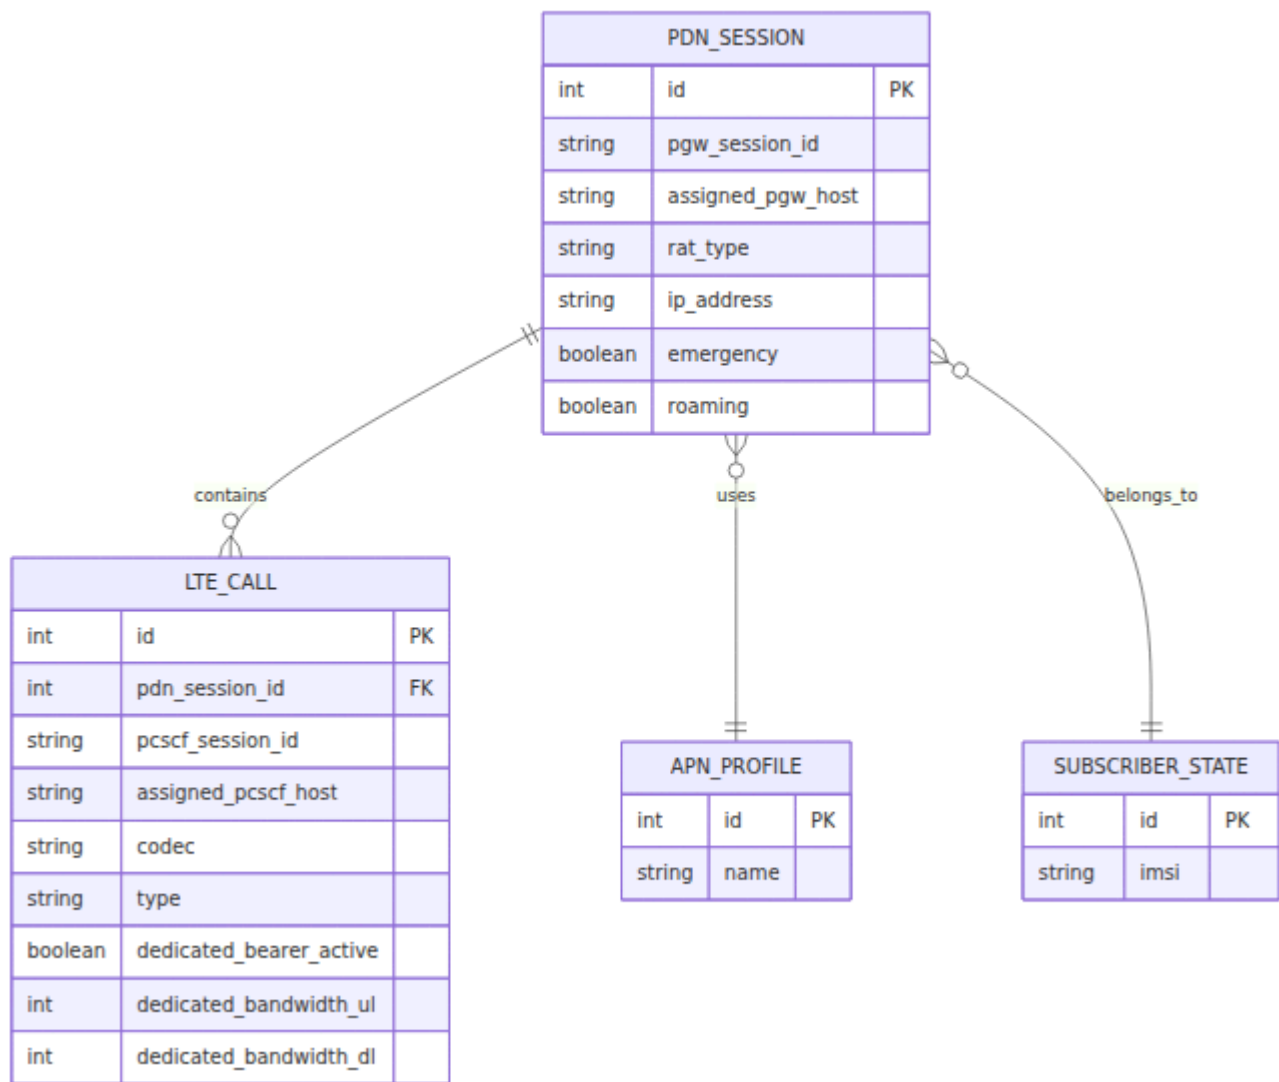 PDN_SESSION
int id PK
string pgw_session_id
string assigned_pgw_host
string rat_type
string ip_address
boolean emergency
boolean roaming
contains
uses
belongs_to
LTE_CALL
int id PK
int pdn_session_id FK
string pcscf_session_id
string assigned_pcscf_host
string codec
string type
boolean dedicated_bearer_active
int dedicated_bandwidth_ul
int dedicated_bandwidth_dl
APN_PROFILE
int id PK
string name
SUBSCRIBER_STATE
int id PK
string imsi